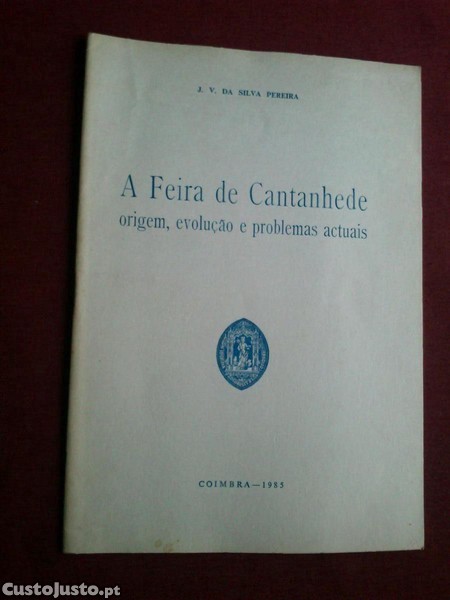 J. V. DA SILVA PEREIRA
A Feira de Cantanhede
origem, evolução e problemas actuais
COIMBRA — 1985
CustoJusto.pt